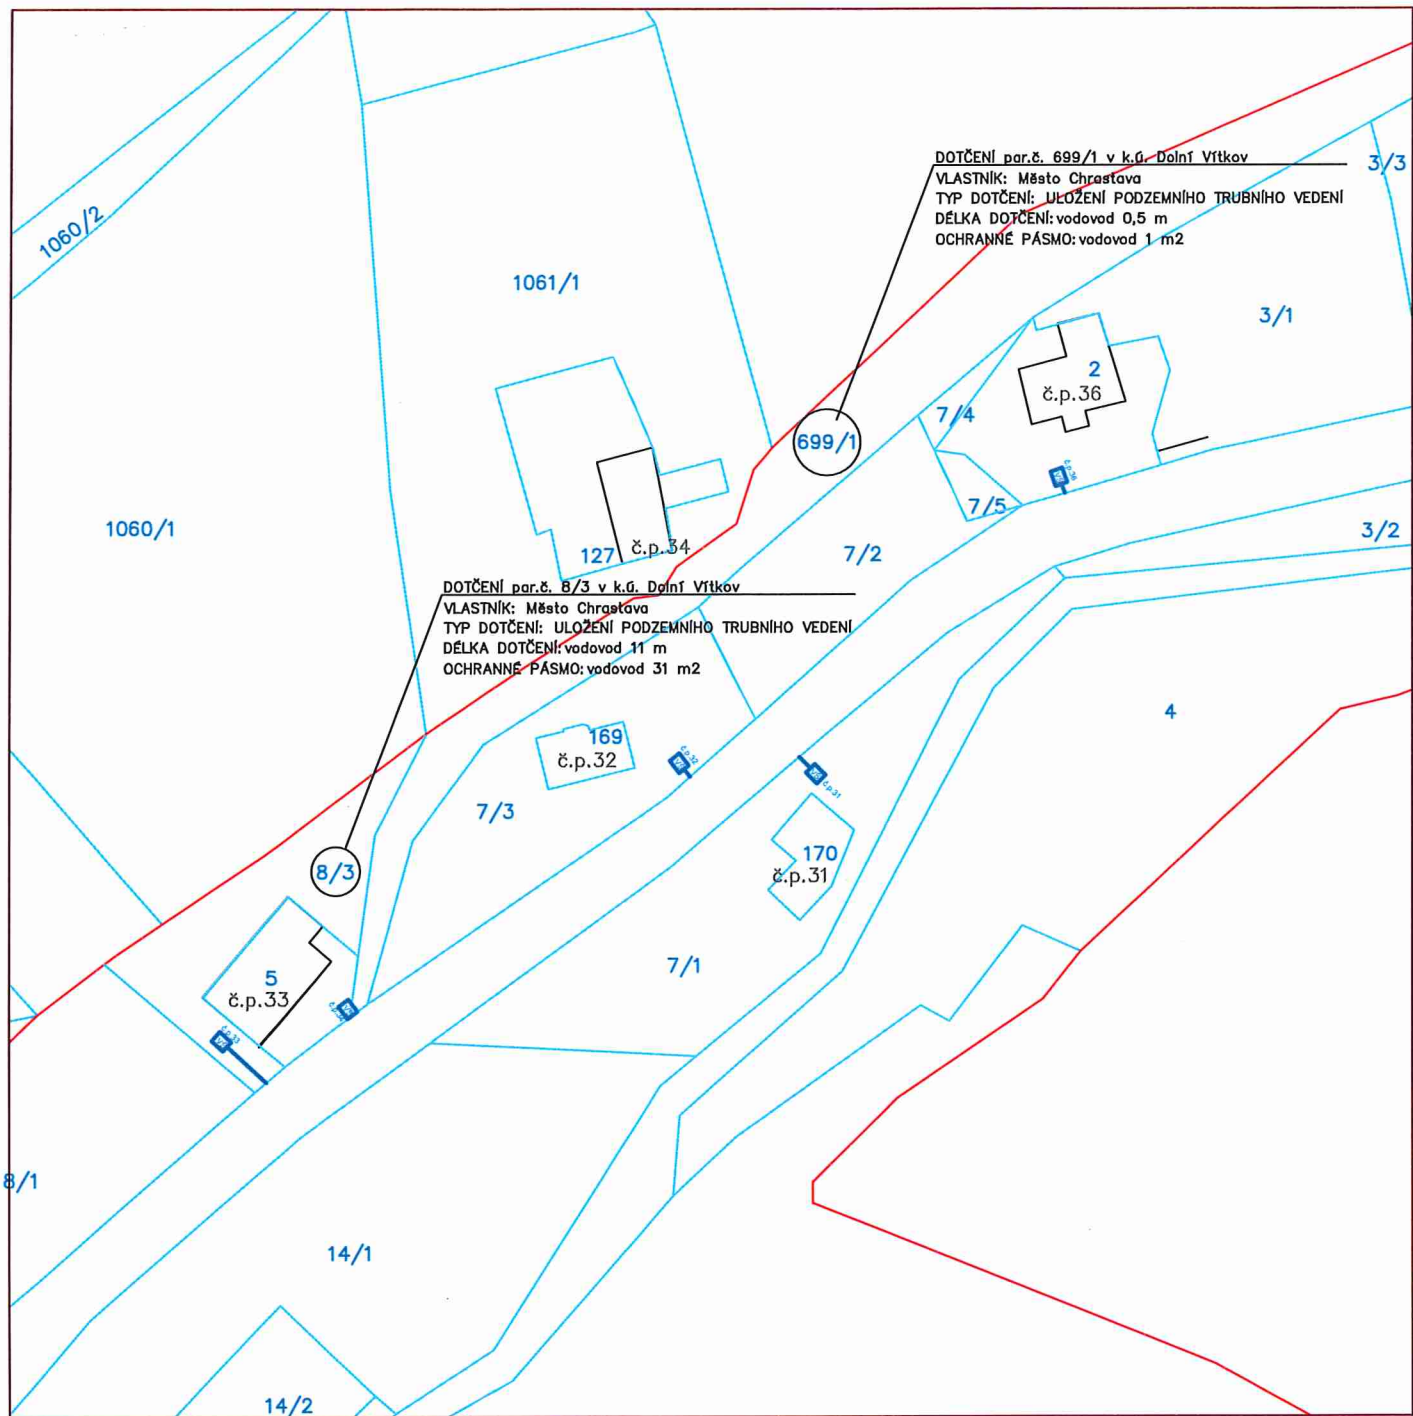 DOTČENÍ par.č. 699/1 v k.ú. Dolní Vítkov
VLASTNÍK: Město Chrastava
TYP DOTČENÍ: ULOŽENÍ PODZEMNÍHO TRUBNÍHO VEDENÍ
DÉLKA DOTČENÍ: vodovod 0,5 m
OCHRANNÉ PÁSMO: vodovod 1 m2
3/3
1060/2
1061/1
3/1
2
č.p.36
7/4
699/1
č.p.36
7/5
1060/1
127
č.p.34
7/2
3/2
DOTČENÍ par.č. 8/3 v k.ú. Dolní Vítkov
VLASTNÍK: Město Chrastava
TYP DOTČENÍ: ULOŽENÍ PODZEMNÍHO TRUBNÍHO VEDENÍ
DÉLKA DOTČENÍ: vodovod 11 m
OCHRANNÉ PÁSMO: vodovod 31 m2
4
169
č.p.32
č.p.32
č.p.31
7/3
170
č.p.31
8/3
7/1
5
č.p.33
č.p.33
8/1
14/1
14/2